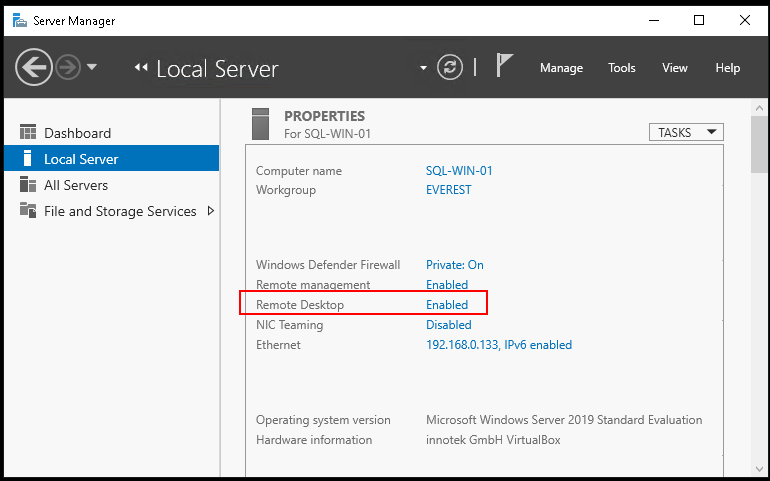 Server Manager
Local Server
Manage Tools View Help
Dashboard
Local Server
All Servers
File and Storage Services
PROPERTIES
For SQL-WIN-01
TASKS
Computer name SQL-WIN-01
Workgroup EVEREST
Windows Defender Firewall Private: On
Remote management Enabled
Remote Desktop Enabled
NIC Teaming Disabled
Ethernet 192.168.0.133, IPv6 enabled
Operating system version Microsoft Windows Server 2019 Standard Evaluation
Hardware information innotek GmbH VirtualBox